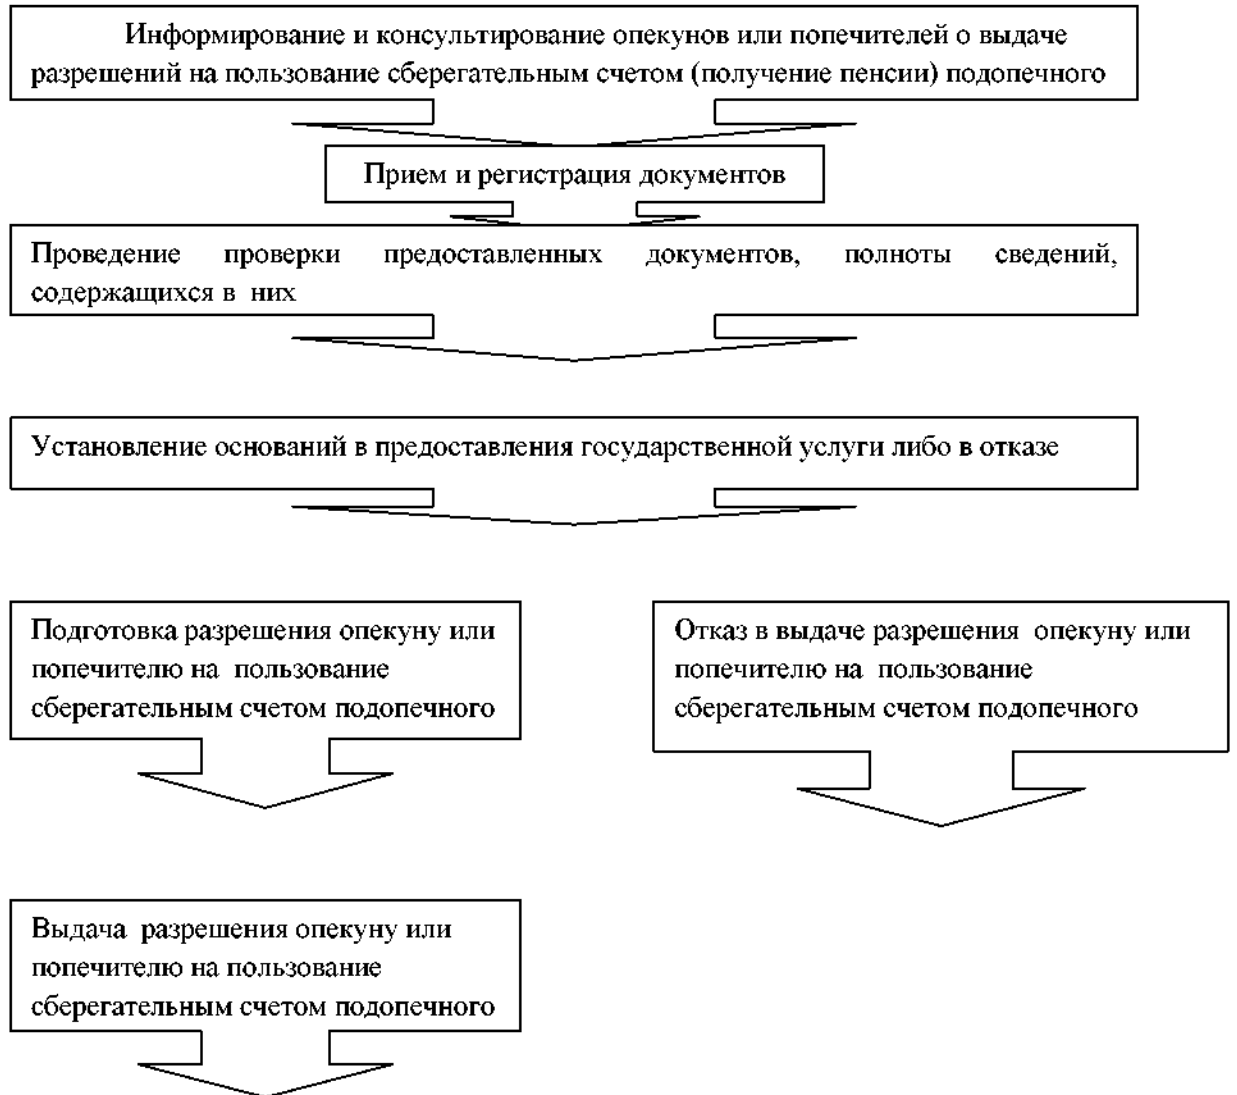 Информирование и консультирование опекунов или попечителей о выдаче
разрешений на пользование сберегательным счетом (получение пенсии) подопечного
Прием и регистрация документов
Проведение проверки предоставленных документов, полноты сведений,
содержащихся в них
Установление оснований в предоставления государственной услуги либо в отказе
Подготовка разрешения опекуну или
попечителю на пользование
сберегательным счетом подопечного
Отказ в выдаче разрешения опекуну или
попечителю на пользование
сберегательным счетом подопечного
Выдача разрешения опекуну или
попечителю на пользование
сберегательным счетом подопечного